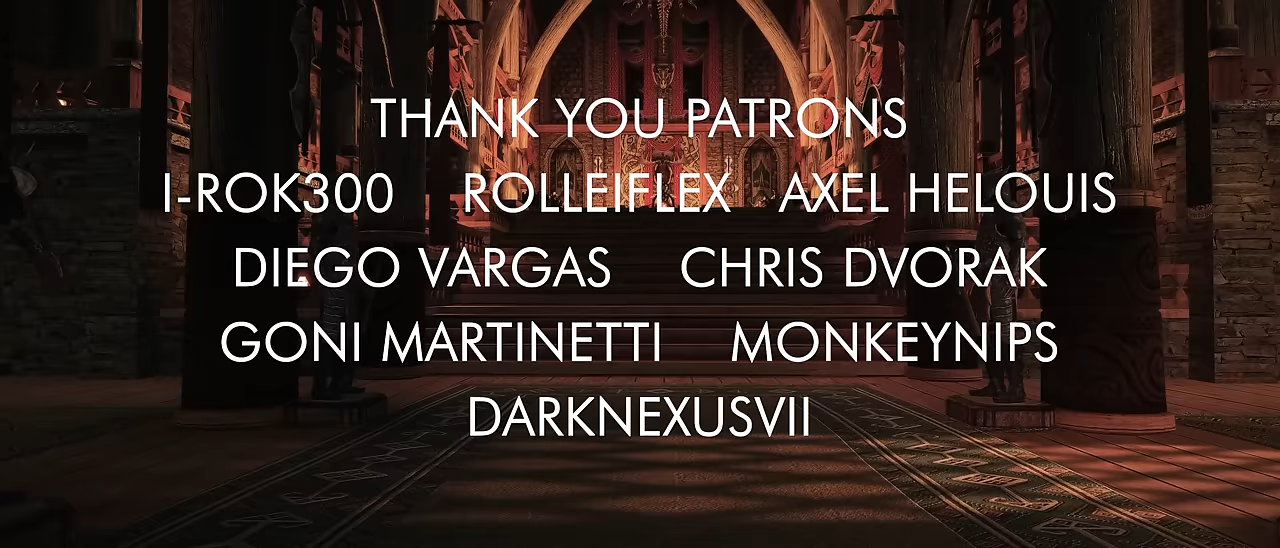 THANK YOU PATRONS
I-ROK300 ROLLEIFLEX AXEL HELOUIS
DIEGO VARGAS CHRIS DVORAK
GONI MARTINETTI MONKEYNIPS
DARKNEXUSVII